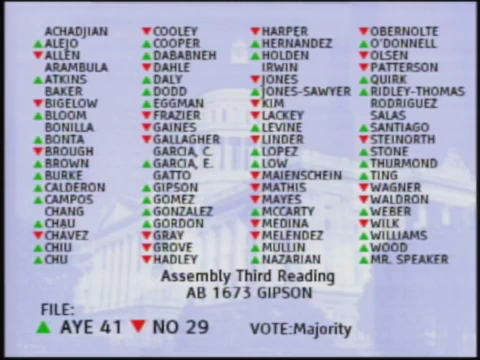 ACHADJIAN COOLEY HARPER OBERNOLTE
ALEJO COOPER HERNANDEZ O'DONNELL
ALLEN DABABNEH HOLDEN OLSEN
ARAMBULA DAHLE IRWIN PATTERSON
ATKINS DALY JONES QUIRK
BAKER DODD JONES-SAWYER RIDLEY-THOMAS
BIGELOW EGGMAN KIM RODRIGUEZ
BLOOM FRAZIER LACKEY SALAS
BONILLA GAINES LEVINE SANTIAGO
BONTA GALLAGHER LINDER STEINORTH
BROUGH GARCIA, C. LOPEZ STONE
BROWN GARCIA, E. LOW THURMOND
BURKE GATTO MAIENSCHEIN TING
CALDERON GIPSON MATHIS WAGNER
CAMPOS GOMEZ MAYES WALDRON
CHANG GONZALEZ MCCARTY WEBER
CHAU GORDON MEDINA WILK
CHÁVEZ GRAY MELENDEZ WILLIAMS
CHIU GROVE MULLIN WOOD
CHU HADLEY NAZARIAN MR. SPEAKER
Assembly Third Reading
AB 1673 GIPSON
FILE:
AYE 41 NO 29 VOTE:Majority